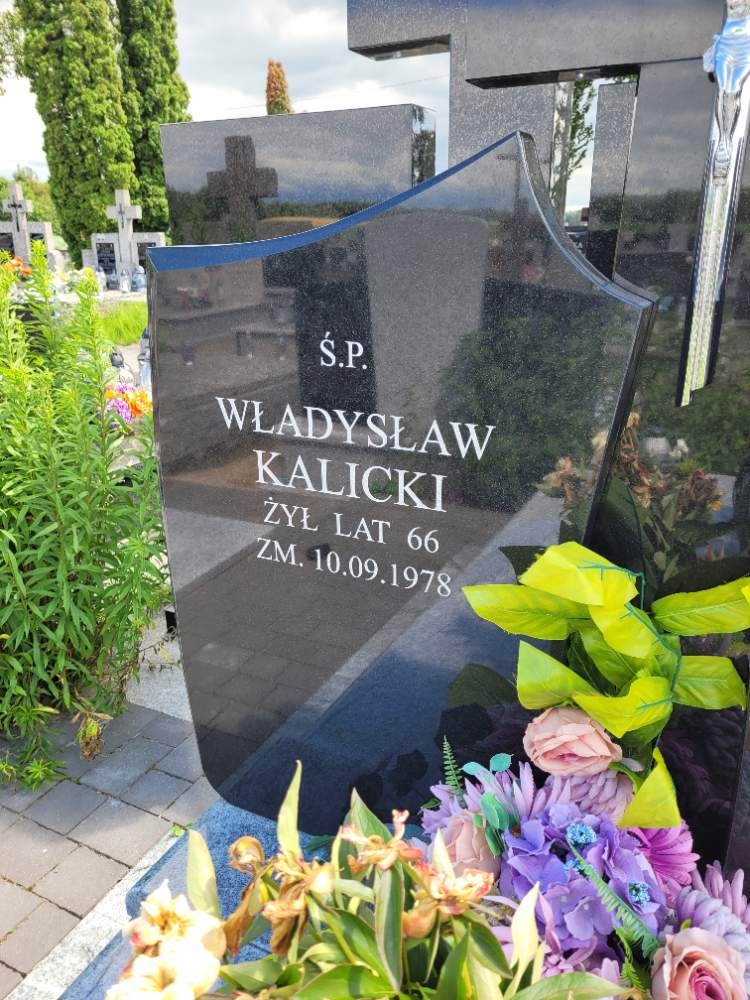 Ś.P.
WŁADYSŁAW
KALICKI
ŻYŁ LAT 66
ZM. 10.09.1978